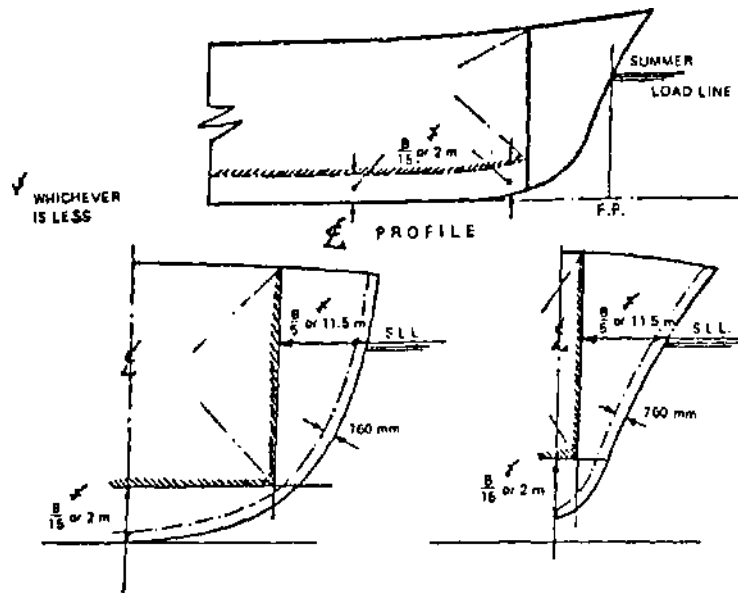 SUMMER
LOAD LINE
B/15 or 2 m
WHICHEVER
IS LESS
F.P.
℄ PROFILE
B/5 or 11.5 m
S.L.L.
760 mm
B/15 or 2 m
B/5 or 11.5 m
S.L.L.
760 mm
B/15 or 2 m